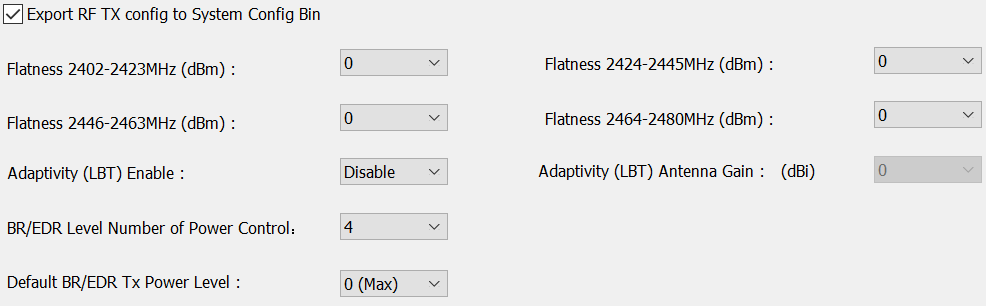 Export RF TX config to System Config Bin
Flatness 2402-2423MHz (dBm) : 0
Flatness 2424-2445MHz (dBm) : 0
Flatness 2446-2463MHz (dBm) : 0
Flatness 2464-2480MHz (dBm) : 0
Adaptivity (LBT) Enable : Disable
Adaptivity (LBT) Antenna Gain : (dBi) 0
BR/EDR Level Number of Power Control: 4
Default BR/EDR Tx Power Level : 0 (Max)